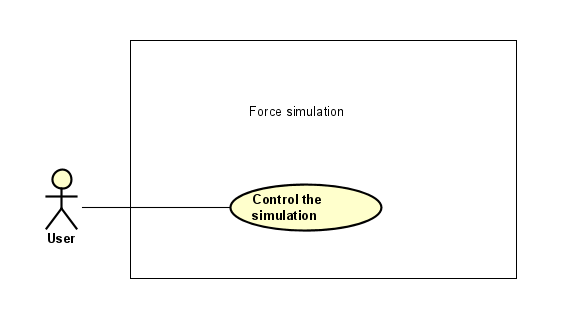 Force simulation
Control the
simulation
User